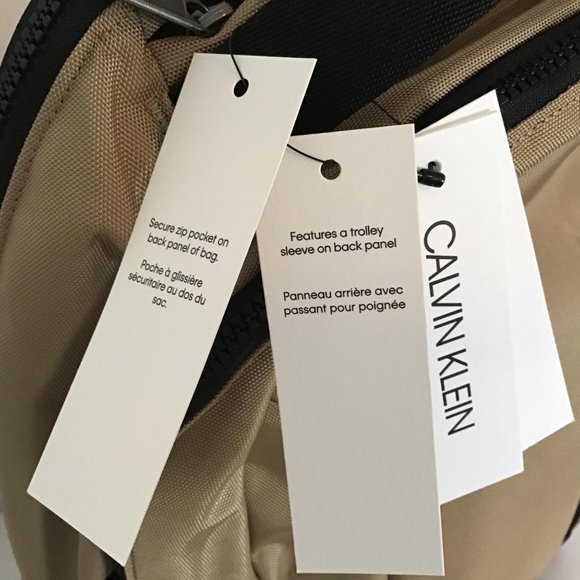 Secure zip pocket on
back panel of bag.
Poche à glissière
sécuritaire au dos du
sac.
Features a trolley
sleeve on back panel
Panneau arrière avec
passant pour poignée
CALVIN KLEIN